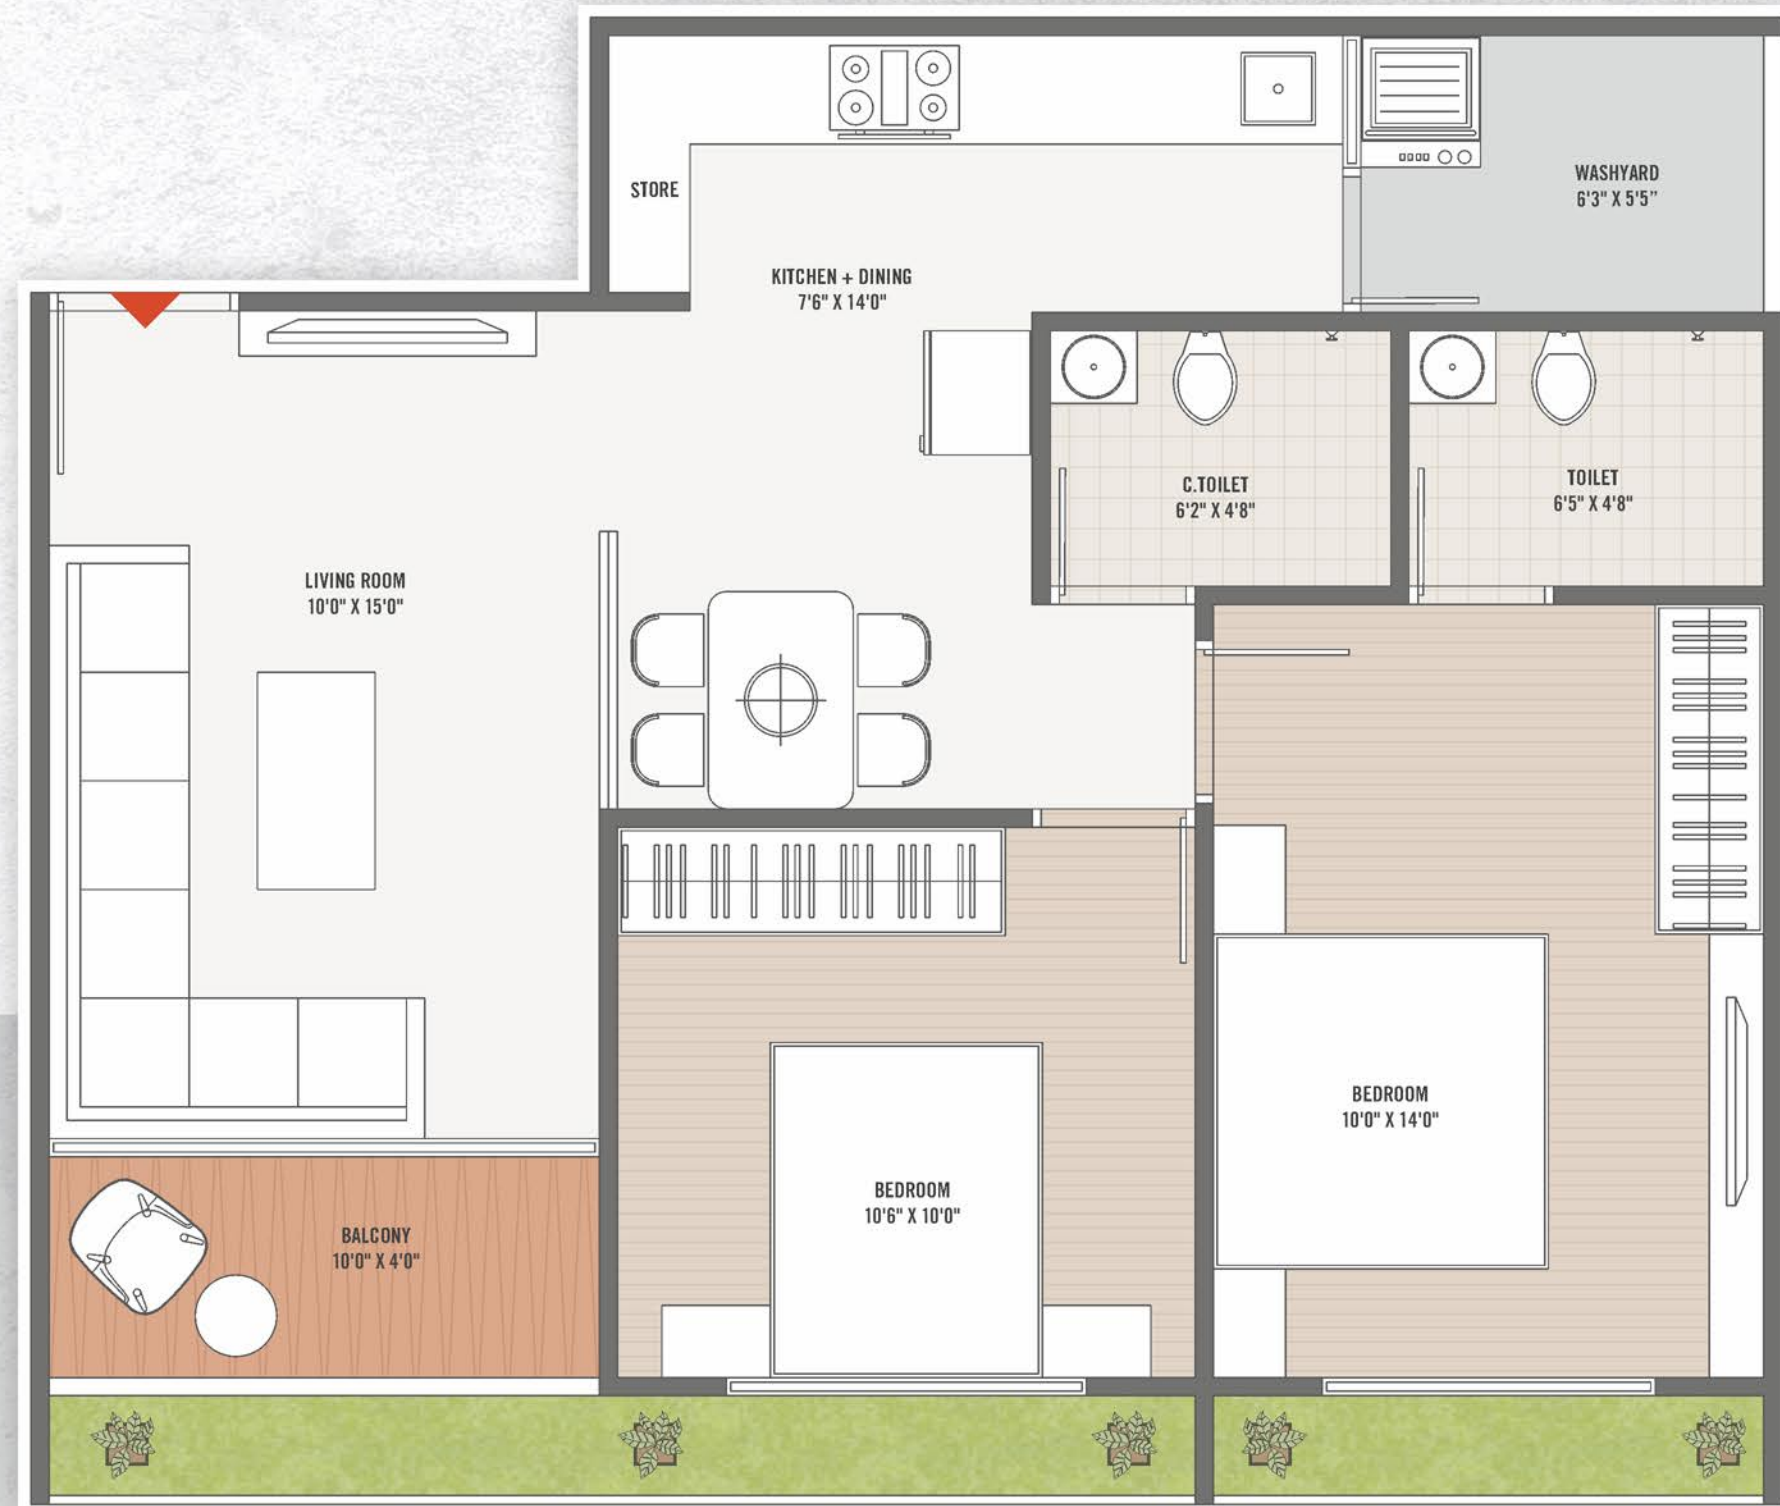 STORE
WASHYARD
6'3" X 5'5”
KITCHEN + DINING
7'6" X 14'0"
C.TOILET
6'2" X 4'8"
TOILET
6'5" X 4'8"
LIVING ROOM
10'0" X 15'0"
BEDROOM
10'0" X 14'0"
BEDROOM
10'6" X 10'0"
BALCONY
10'0" X 4'0"